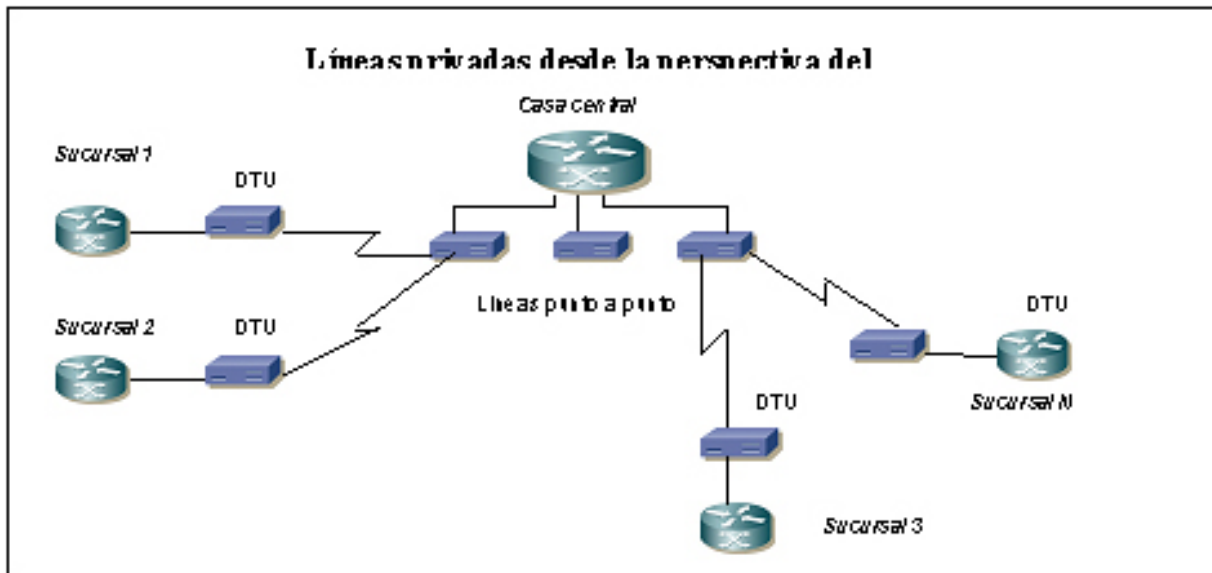 Líneas privadas desde la perspectiva del
Casa central
Sucursal 1
DTU
Sucursal 2
DTU
Líneas punto a punto
DTU
Sucursal N
DTU
Sucursal 3